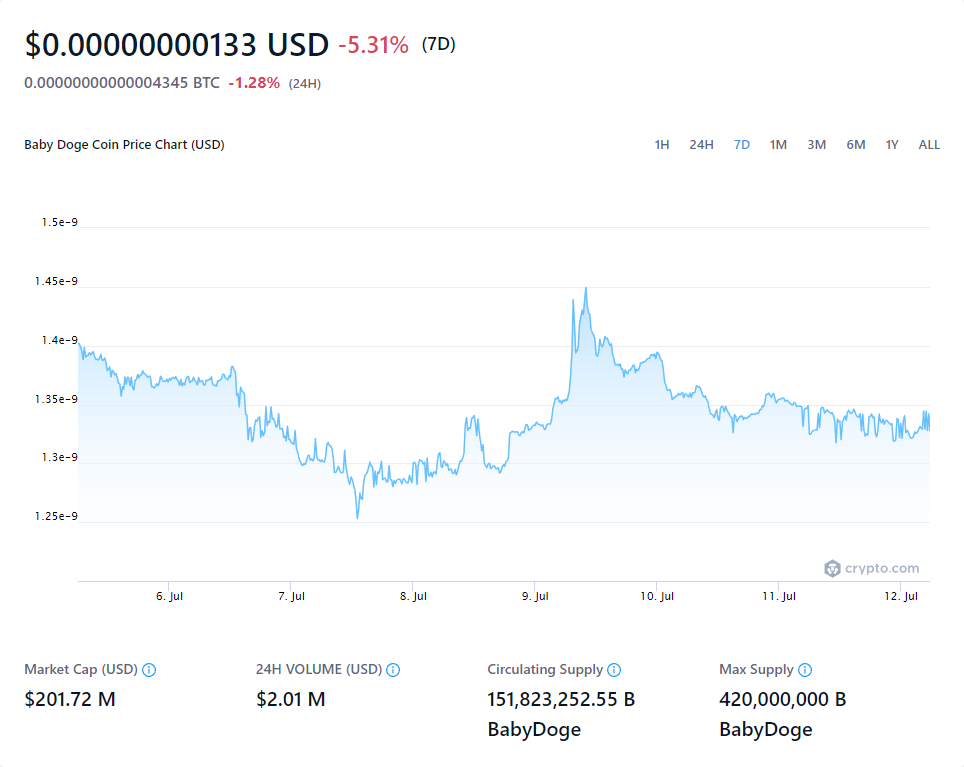 $0.00000000133 USD -5.31% (7D)
0.00000000000004345 BTC -1.28% (24H)
Baby Doge Coin Price Chart (USD) 1H 24H 7D 1M 3M 6M 1Y ALL
1.5e-9
1.45e-9
1.4e-9
1.35e-9
1.3e-9
1.25e-9
crypto.com
6. Jul 7. Jul 8. Jul 9. Jul 10. Jul 11. Jul 12. Jul
Market Cap (USD) 24H VOLUME (USD) Circulating Supply Max Supply
$201.72 M $2.01 M 151,823,252.55 B 420,000,000 B
BabyDoge BabyDoge